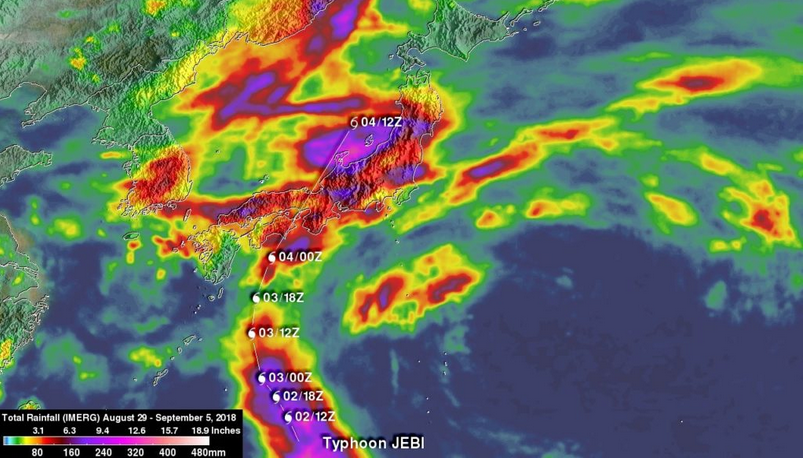 04/12Z
04/00Z
03/18Z
03/12Z
03/00Z
02/18Z
02/12Z
Typhoon JEBI
Total Rainfall (IMERG) August 29 - September 5, 2018
3.1 6.3 9.4 12.6 15.7 18.9 Inches
80 160 240 320 400 480mm